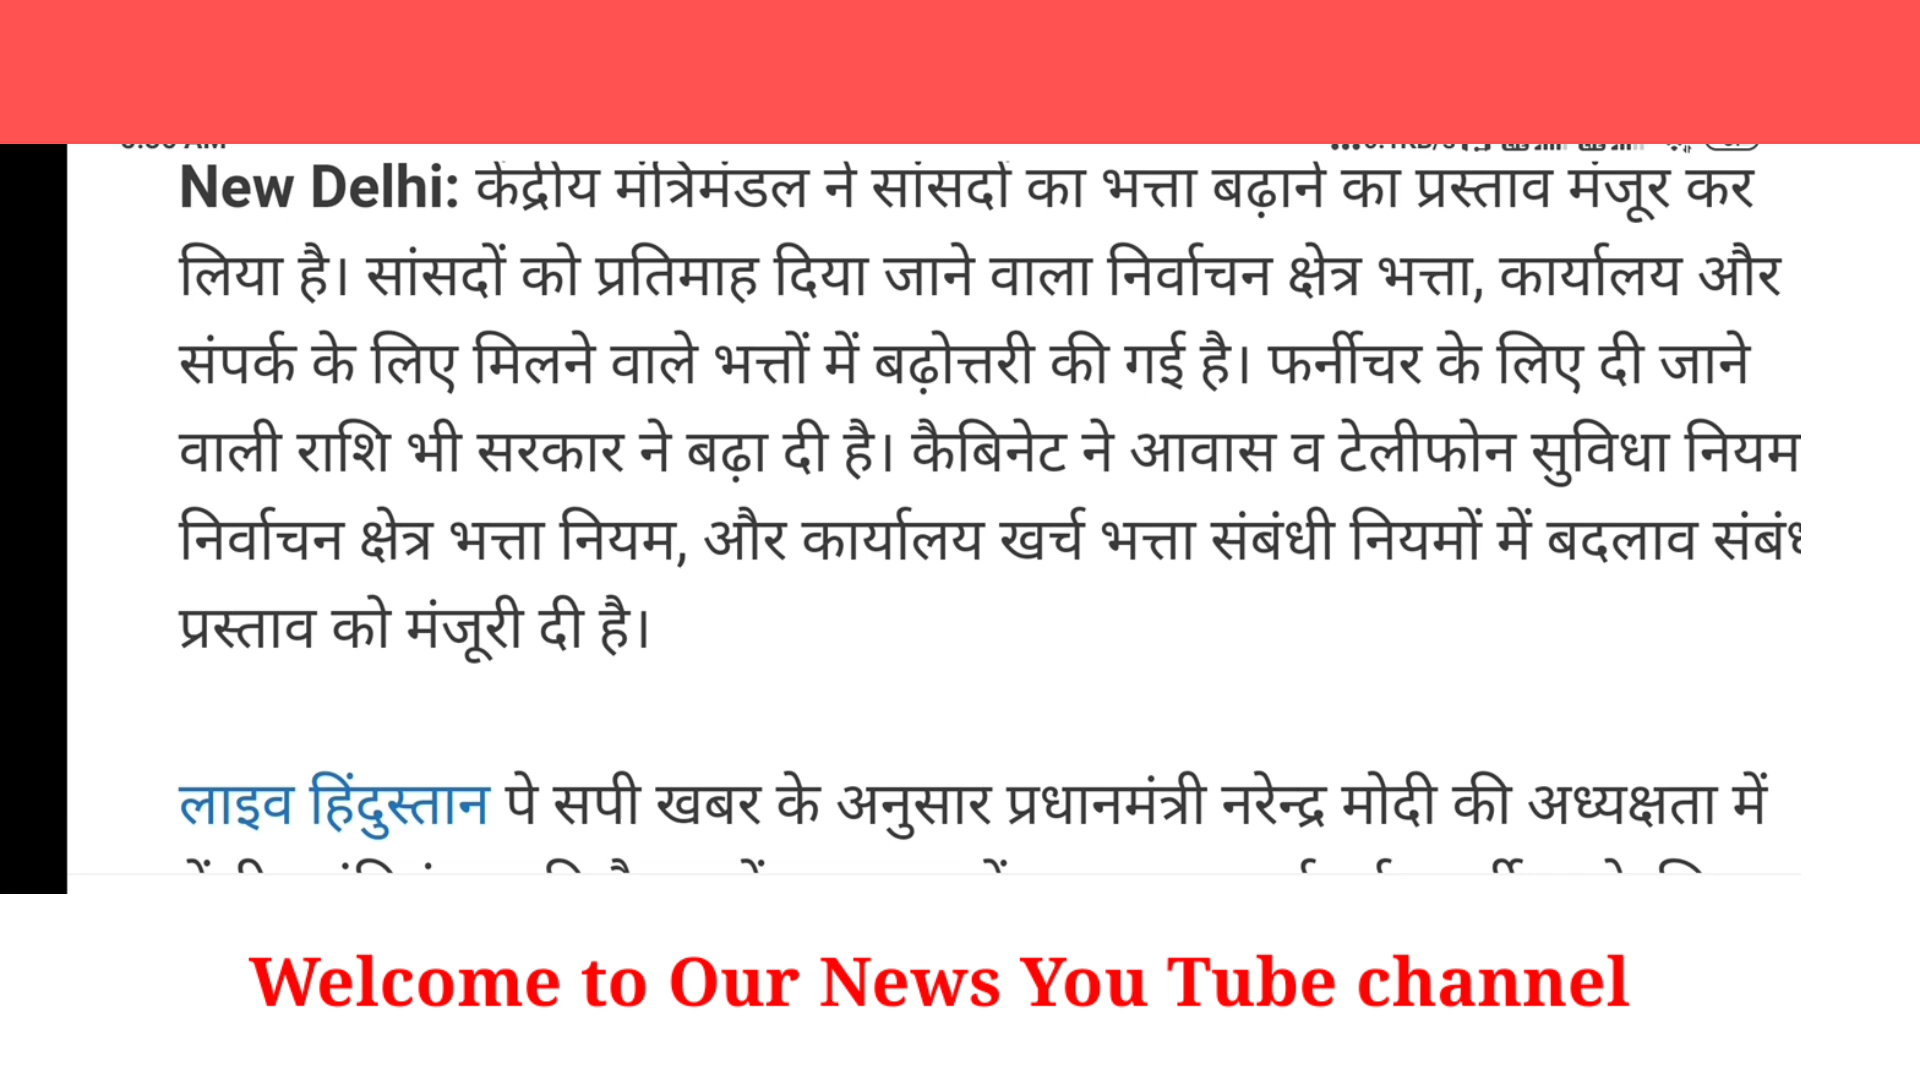 New Delhi: केंद्रीय मंत्रिमंडल ने सांसदों का भत्ता बढ़ाने का प्रस्ताव मंजूर कर
लिया है। सांसदों को प्रतिमाह दिया जाने वाला निर्वाचन क्षेत्र भत्ता, कार्यालय और
संपर्क के लिए मिलने वाले भत्तों में बढ़ोत्तरी की गई है। फर्नीचर के लिए दी जाने
वाली राशि भी सरकार ने बढ़ा दी है। कैबिनेट ने आवास व टेलीफोन सुविधा नियम
निर्वाचन क्षेत्र भत्ता नियम, और कार्यालय खर्च भत्ता संबंधी नियमों में बदलाव
प्रस्ताव को मंजूरी दी है।
लाइव हिंदुस्तान पे सपी खबर के अनुसार प्रधानमंत्री नरेन्द्र मोदी की अध्यक्षता में
Welcome to Our News You Tube channel